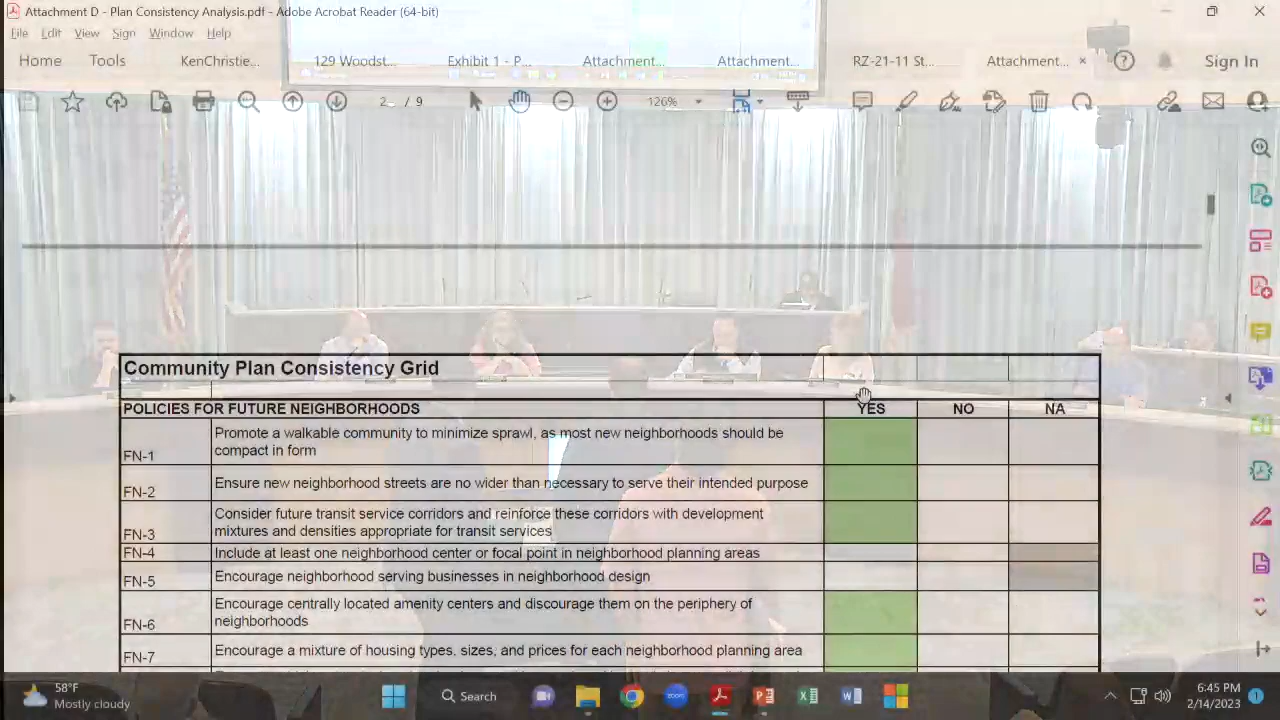 Attachment D - Plan Consistency Analysis.pdf - Adobe Acrobat Reader (64-bit)
File Edit View Sign Window Help
Home Tools KenChristie... 129 Woodst... Exhibit 1 - P... Attachment... Attachment... RZ-21-11 St... Attachment... Sign In
2 / 9 126%
Community Plan Consistency Grid
POLICIES FOR FUTURE NEIGHBORHOODS YES NO NA
FN-1 Promote a walkable community to minimize sprawl, as most new neighborhoods should be
compact in form
FN-2 Ensure new neighborhood streets are no wider than necessary to serve their intended purpose
FN-3 Consider future transit service corridors and reinforce these corridors with development
mixtures and densities appropriate for transit services
FN-4 Include at least one neighborhood center or focal point in neighborhood planning areas
FN-5 Encourage neighborhood serving businesses in neighborhood design
FN-6 Encourage centrally located amenity centers and discourage them on the periphery of
neighborhoods
FN-7 Encourage a mixture of housing types, sizes, and prices for each neighborhood planning area
58°F
Mostly cloudy
Search
zoom
6:45 PM
2/14/2023
1